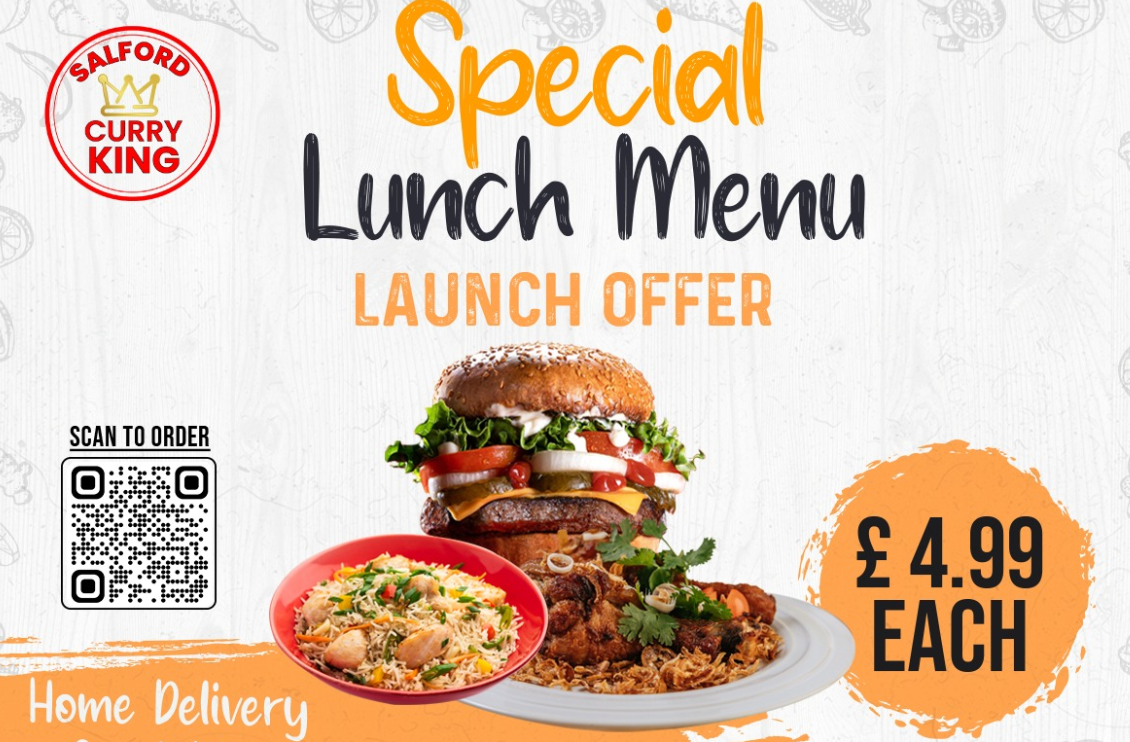 SALFORD
CURRY
KING
Special
Lunch Menu
LAUNCH OFFER
SCAN TO ORDER
£ 4.99
EACH
Home Delivery